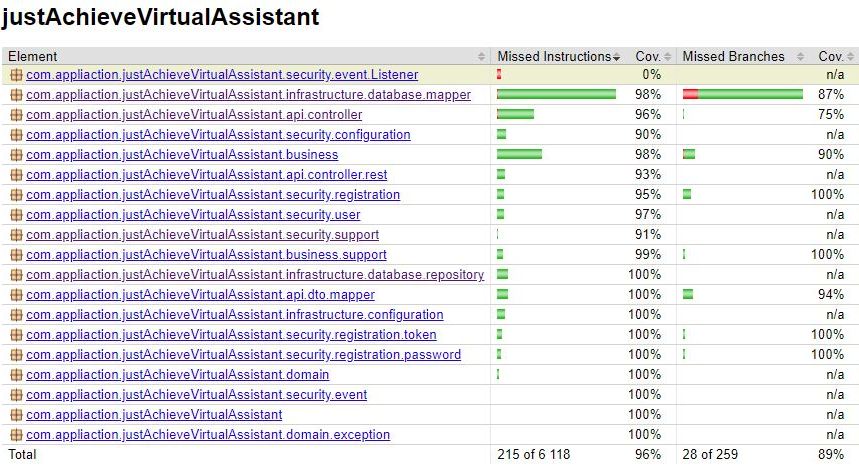 justAchieveVirtualAssistant
Element Missed Instructions Cov. Missed Branches Cov.
com.appliaction.justAchieveVirtualAssistant.security.event.Listener 0% n/a
com.appliaction.justAchieveVirtualAssistant.infrastructure.database.mapper 98% 87%
com.appliaction.justAchieveVirtualAssistant.api.controller 96% 75%
com.appliaction.justAchieveVirtualAssistant.security.configuration 90% n/a
com.appliaction.justAchieveVirtualAssistant.business 98% 90%
com.appliaction.justAchieveVirtualAssistant.api.controller.rest 93% n/a
com.appliaction.justAchieveVirtualAssistant.security.registration 95% 100%
com.appliaction.justAchieveVirtualAssistant.security.user 97% n/a
com.appliaction.justAchieveVirtualAssistant.security.support 91% n/a
com.appliaction.justAchieveVirtualAssistant.business.support 99% 100%
com.appliaction.justAchieveVirtualAssistant.infrastructure.database.repository 100% n/a
com.appliaction.justAchieveVirtualAssistant.api.dto.mapper 100% 94%
com.appliaction.justAchieveVirtualAssistant.infrastructure.configuration 100% n/a
com.appliaction.justAchieveVirtualAssistant.security.registration.token 100% 100%
com.appliaction.justAchieveVirtualAssistant.security.registration.password 100% 100%
com.appliaction.justAchieveVirtualAssistant.domain 100% n/a
com.appliaction.justAchieveVirtualAssistant.security.event 100% n/a
com.appliaction.justAchieveVirtualAssistant 100% n/a
com.appliaction.justAchieveVirtualAssistant.domain.exception 100% n/a
Total 215 of 6 118 96% 28 of 259 89%